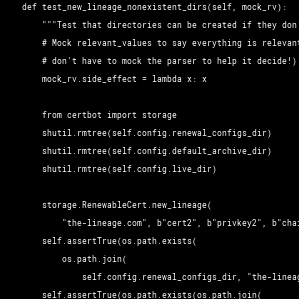 def test_new_lineage_nonexistent_dirs(self, mock_rv):
"""Test that directories can be created if they don
# Mock relevant_values to say everything is relevant
# don't have to mock the parser to help it decide!)
mock_rv.side_effect = lambda x: x
from certbot import storage
shutil.rmtree(self.config.renewal_configs_dir)
shutil.rmtree(self.config.default_archive_dir)
shutil.rmtree(self.config.live_dir)
storage.RenewableCert.new_lineage(
"the-lineage.com", b"cert2", b"privkey2", b"chai
self.assertTrue(os.path.exists(
os.path.join(
self.config.renewal_configs_dir, "the-lineag
self.assertTrue(os.path.exists(os.path.join(